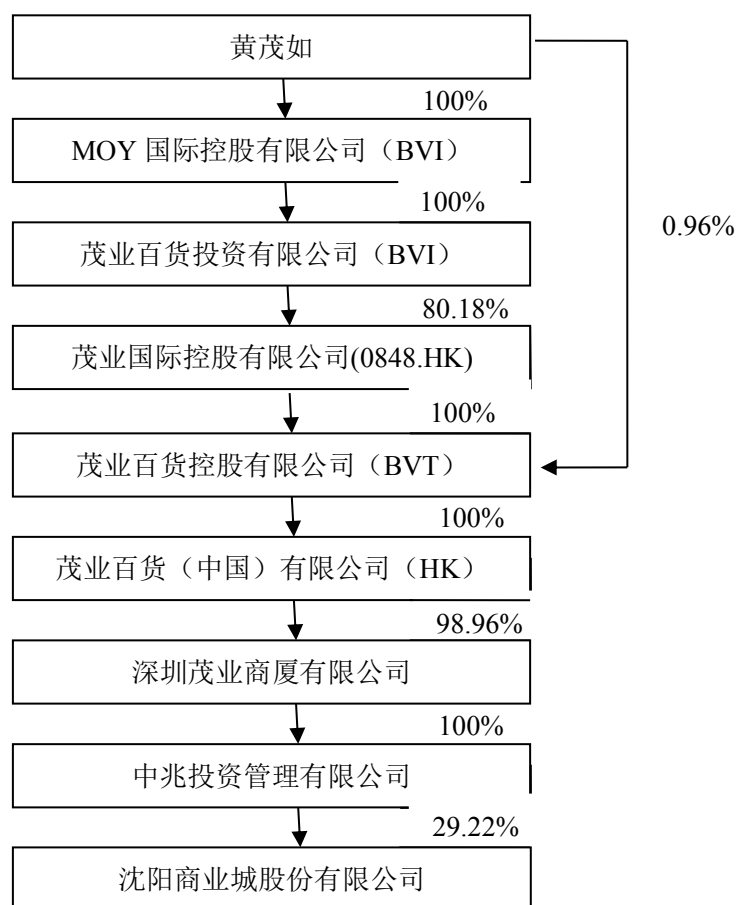 黄茂如
100%
MOY 国际控股有限公司（BVI）
100%
0.96%
茂业百货投资有限公司（BVI）
80.18%
茂业国际控股有限公司(0848.HK)
100%
茂业百货控股有限公司（BVT）
100%
茂业百货（中国）有限公司（HK）
98.96%
深圳茂业商厦有限公司
100%
中兆投资管理有限公司
29.22%
沈阳商业城股份有限公司